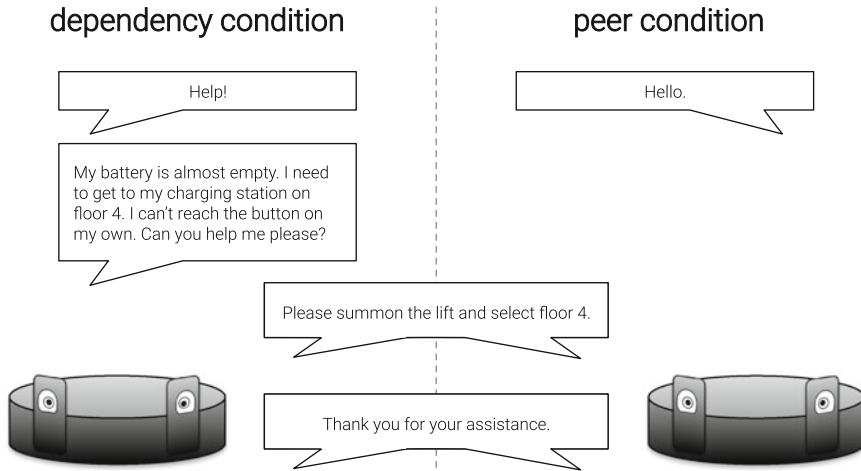 dependency condition
peer condition
Help!
Hello.
My battery is almost empty. I need
to get to my charging station on
floor 4. I can't reach the button on
my own. Can you help me please?
Please summon the lift and select floor 4.
Thank you for your assistance.